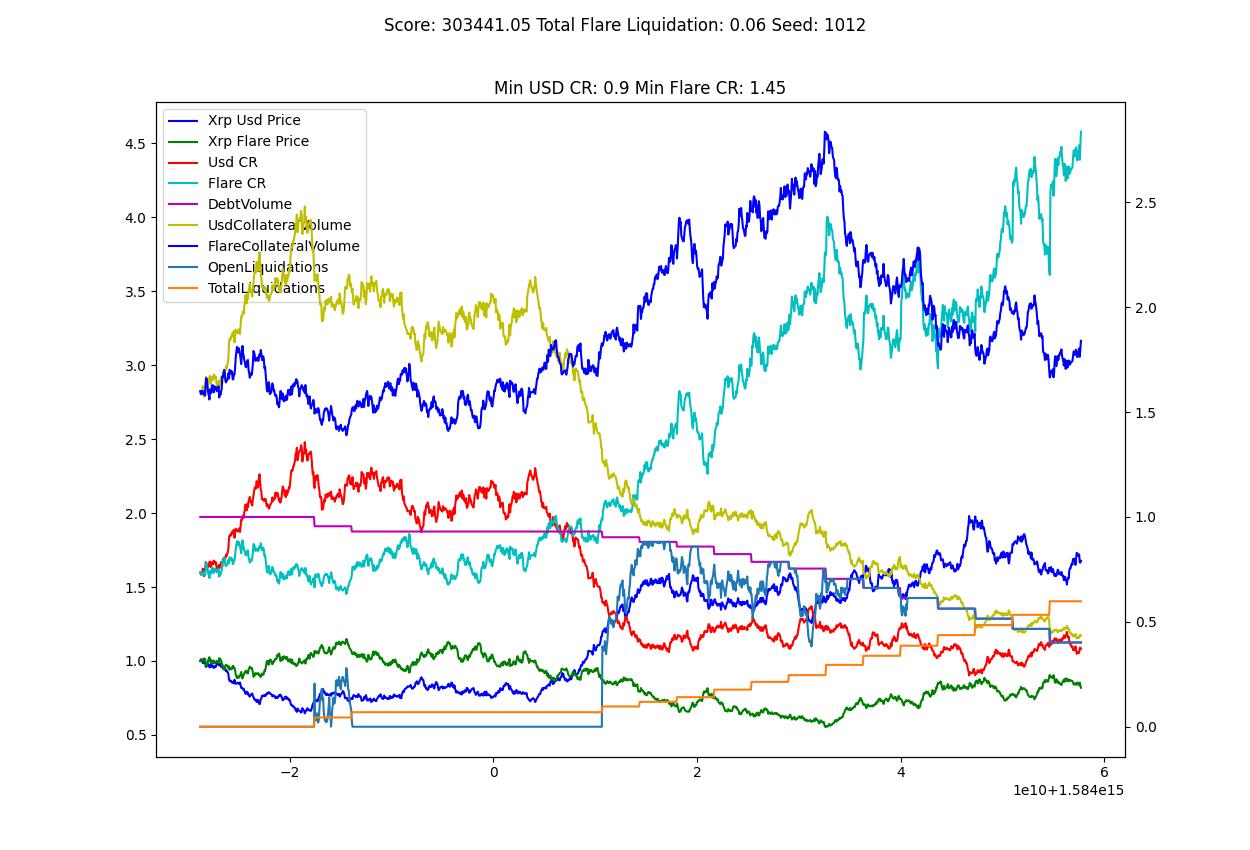 Score: 303441.05 Total Flare Liquidation: 0.06 Seed: 1012
Min USD CR: 0.9 Min Flare CR: 1.45
Xrp Usd Price
Xrp Flare Price
Usd CR
Flare CR
DebtVolume
UsdCollateralVolume
FlareCollateralVolume
OpenLiquidations
TotalLiquidations
4.5
4.0
3.5
3.0
2.5
2.0
1.5
1.0
0.5
2.5
2.0
1.5
1.0
0.5
0.0
−2 0 2 4 6
1e10+1.584e15